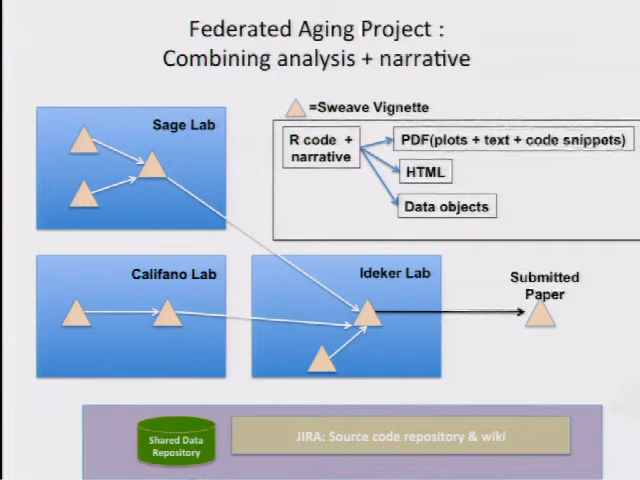 Federated Aging Project :
Combining analysis + narrative
=Sweave Vignette
Sage Lab
R code +
narrative
PDF(plots + text + code snippets)
HTML
Data objects
Califano Lab
Ideker Lab
Submitted
Paper
Shared Data
Repository
JIRA: Source code repository & wiki